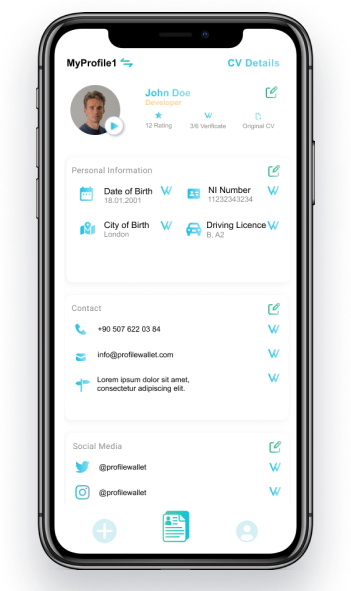 MyProfile1
CV Details
John Doe
Developer
12 Rating
3/6 Verificate
Original CV
Personal Information
Date of Birth
18.01.2001
NI Number
11232343234
City of Birth
London
Driving Licence
B, A2
Contact
+90 507 622 03 84
info@profilewallet.com
Lorem ipsum dolor sit amet,
consectetur adipiscing elit.
Social Media
@profilewallet
@profilewallet